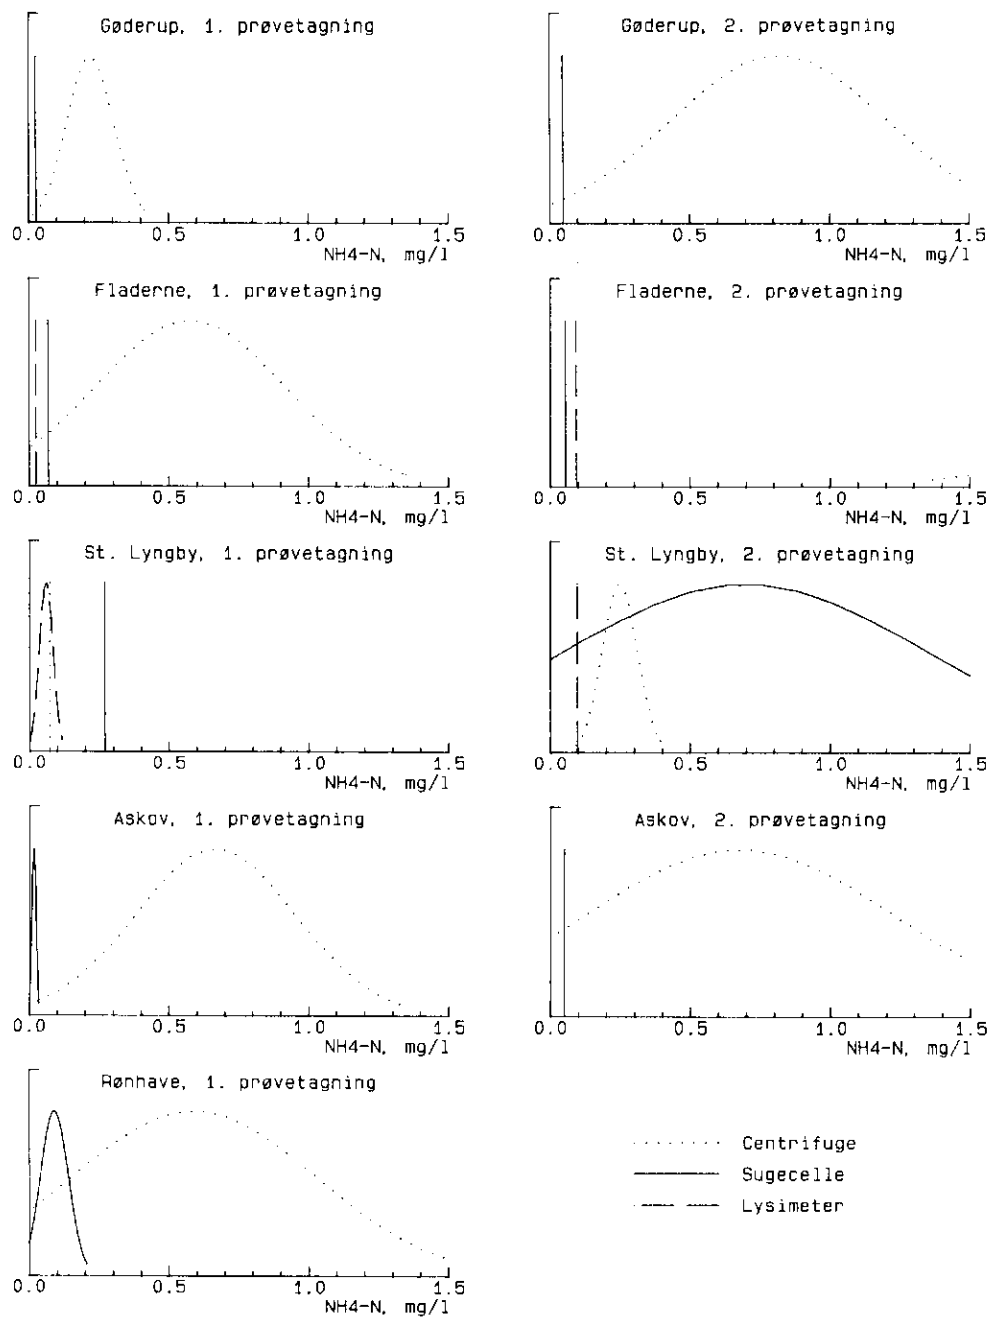 Gøderup, 1. prøvetagning
0.0 0.5 1.0 1.5
NH4-N, mg/l
Gøderup, 2. prøvetagning
0.0 0.5 1.0 1.5
NH4-N, mg/l
Fladerne, 1. prøvetagning
0.0 0.5 1.0 1.5
NH4-N, mg/l
Fladerne, 2. prøvetagning
0.0 0.5 1.0 1.5
NH4-N, mg/l
St. Lyngby, 1. prøvetagning
0.0 0.5 1.0 1.5
NH4-N, mg/l
St. Lyngby, 2. prøvetagning
0.0 0.5 1.0 1.5
NH4-N, mg/l
Askov, 1. prøvetagning
0.0 0.5 1.0 1.5
NH4-N, mg/l
Askov, 2. prøvetagning
0.0 0.5 1.0 1.5
NH4-N, mg/l
Rønhave, 1. prøvetagning
0.0 0.5 1.0 1.5
NH4-N, mg/l
Centrifuge
Sugecelle
Lysimeter